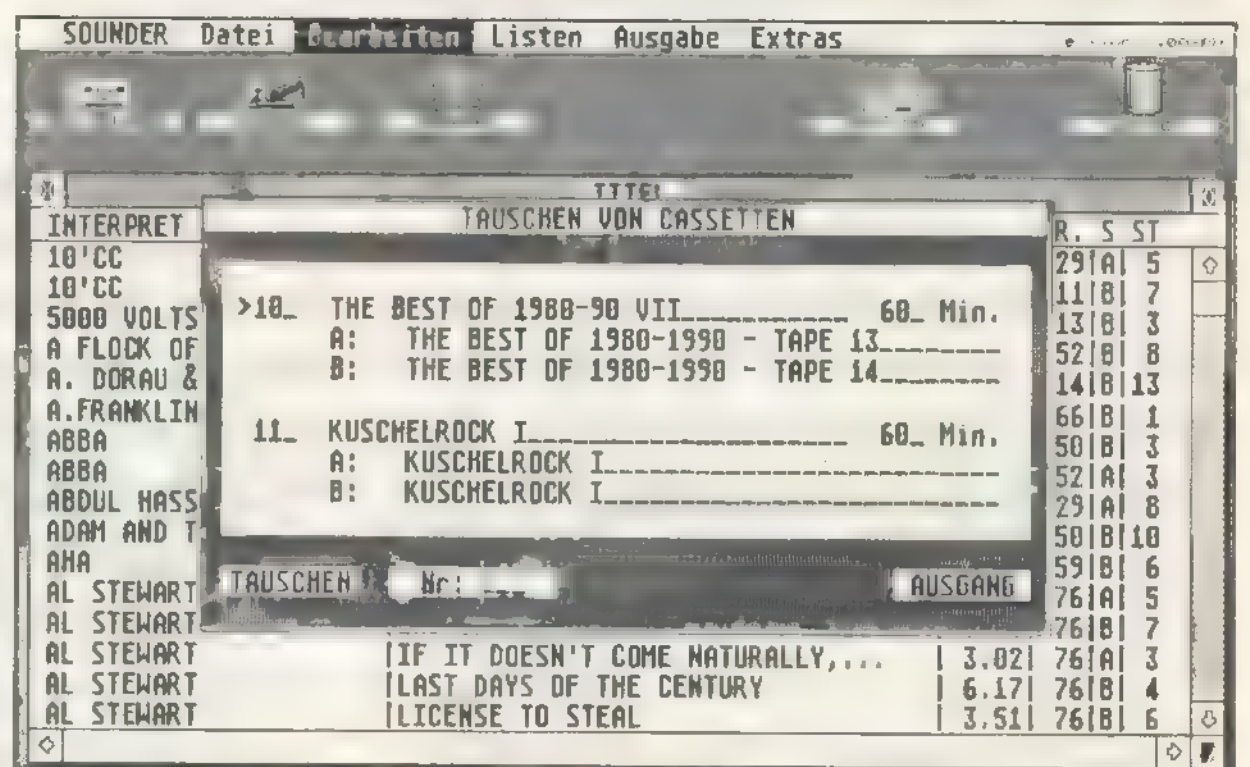 SOUNDER Datei Bearbeiten Listen Ausgabe Extras
TITEL
TAUSCHEN VON CASSETTEN
INTERPRET R. S ST
10'CC 29|A| 5
10'CC 11|B| 7
5000 VOLTS 13|B| 3
A FLOCK OF 52|B| 8
A. DORAU & 14|B|13
A.FRANKLIN 66|B| 1
ABBA 50|B| 3
ABBA 52|A| 3
ABDUL HASS 29|A| 8
ADAM AND T 50|B|10
AHA 59|B| 6
AL STEWART 76|A| 5
AL STEWART 76|B| 7
AL STEWART |IF IT DOESN'T COME NATURALLY,... | 3.02| 76|A| 3
AL STEWART |LAST DAYS OF THE CENTURY | 6.17| 76|B| 4
AL STEWART |LICENSE TO STEAL | 3.51| 76|B| 6
>10_ THE BEST OF 1980-90 VII____________ 60_ Min.
A: THE BEST OF 1980-1990 - TAPE 13_______
B: THE BEST OF 1980-1990 - TAPE 14_______
11_ KUSCHELROCK I______________________ 60_ Min.
A: KUSCHELROCK I_________________________
B: KUSCHELROCK I_________________________
TAUSCHEN Nr: ___ AUSGANG